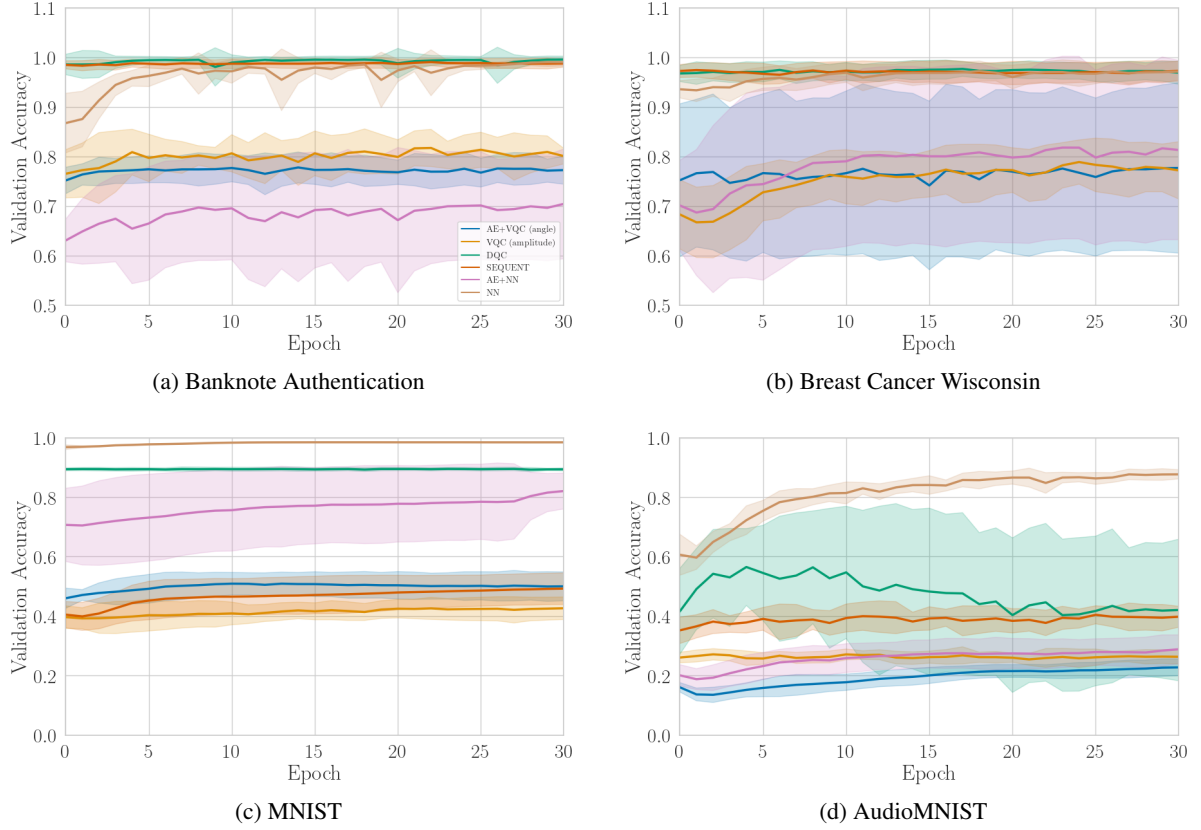 1.1
1.0
0.9
0.8
0.7
0.6
0.5
Validation Accuracy
0 5 10 15 20 25 30
Epoch
AE+VQC (angle)
VQC (amplitude)
DQC
SEQUENT
AE+NN
NN
(a) Banknote Authentication
1.1
1.0
0.9
0.8
0.7
0.6
0.5
Validation Accuracy
0 5 10 15 20 25 30
Epoch
(b) Breast Cancer Wisconsin
1.0
0.8
0.6
0.4
0.2
0.0
Validation Accuracy
0 5 10 15 20 25 30
Epoch
(c) MNIST
1.0
0.8
0.6
0.4
0.2
0.0
Validation Accuracy
0 5 10 15 20 25 30
Epoch
(d) AudioMNIST